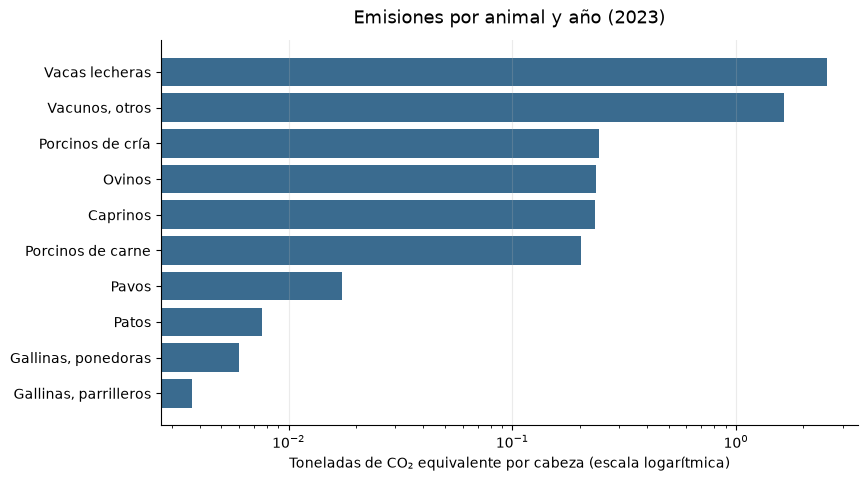 Emisiones por animal y año (2023)
Vacas lecheras
Vacunos, otros
Porcinos de cría
Ovinos
Caprinos
Porcinos de carne
Pavos
Patos
Gallinas, ponedoras
Gallinas, parrilleros
10⁻² 10⁻¹ 10⁰
Toneladas de CO₂ equivalente por cabeza (escala logarítmica)